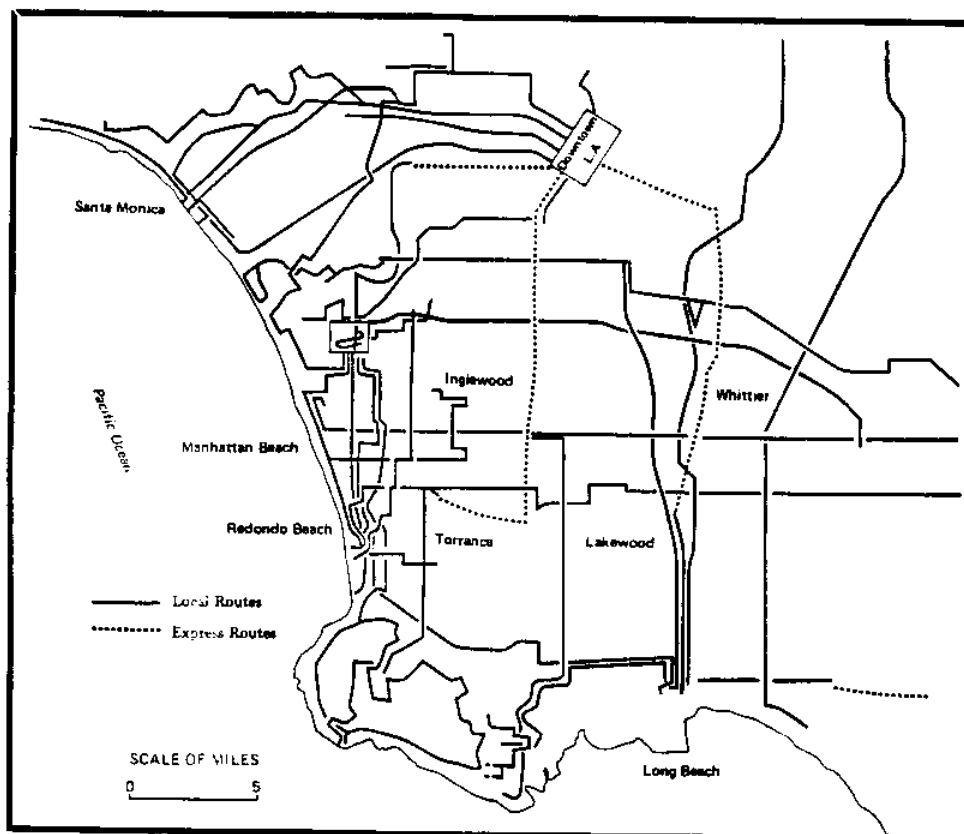 Downtown
L.A
Santa Monica
Inglewood
Whittier
Pacific Ocean
Manhattan Beach
Redondo Beach
Torrance
Lakewood
Local Routes
Express Routes
SCALE OF MILES
0 5
Long Beach